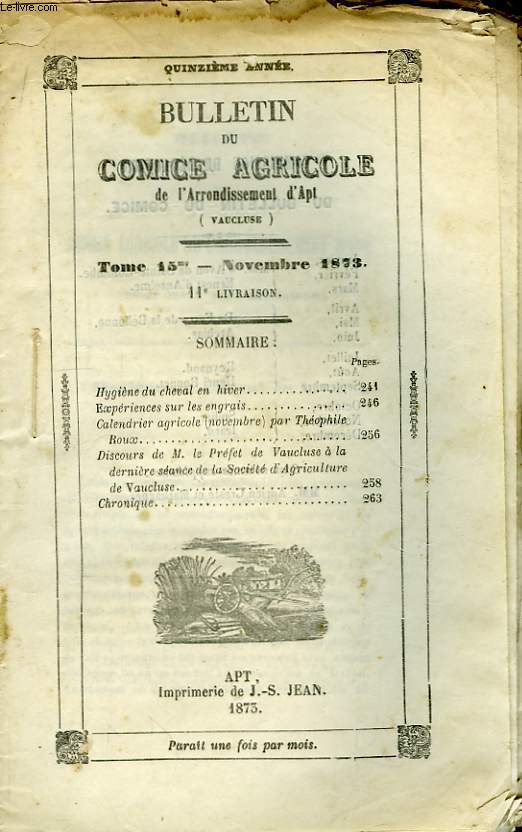 Le-livre.com
QUINZIÈME ANNÉE.
BULLETIN
DU
COMICE AGRICOLE
de l'Arrondissement d'Apt
( VAUCLUSE )
Tome 15me — Novembre 1873.
11e LIVRAISON.
SOMMAIRE :
Pages.
Hygiène du cheval en hiver................ 241
Expériences sur les engrais................ 246
Calendrier agricole (novembre) par Théophile
Roux................ 256
Discours de M. le Préfet de Vaucluse à la
dernière séance de la Société d'Agriculture
de Vaucluse................ 258
Chronique................ 263
APT,
Imprimerie de J.-S. JEAN.
1873.
Paraît une fois par mois.